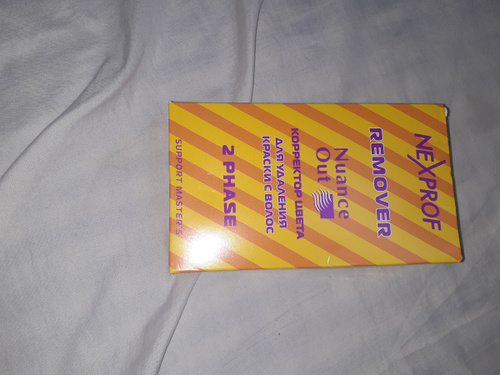 NEXPROF
REMOVER
Nuance
Out
КОРРЕКТОР ЦВЕТА
ДЛЯ УДАЛЕНИЯ
КРАСКИ С ВОЛОС
2 PHASE
SUPPORT MASTER'S